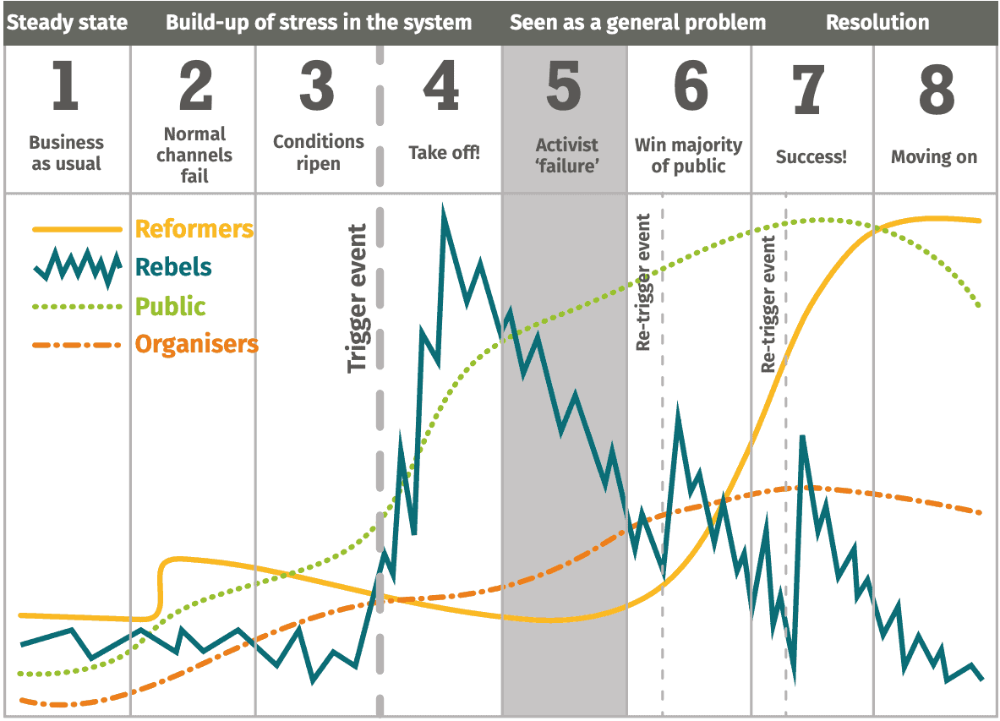 Steady state
Build-up of stress in the system
Seen as a general problem
Resolution
1
2
3
4
5
6
7
8
Business
as usual
Normal
channels
fail
Conditions
ripen
Take off!
Activist
‘failure’
Win majority
of public
Success!
Moving on
Reformers
Rebels
Public
Organisers
Trigger event
Re-trigger event
Re-trigger event